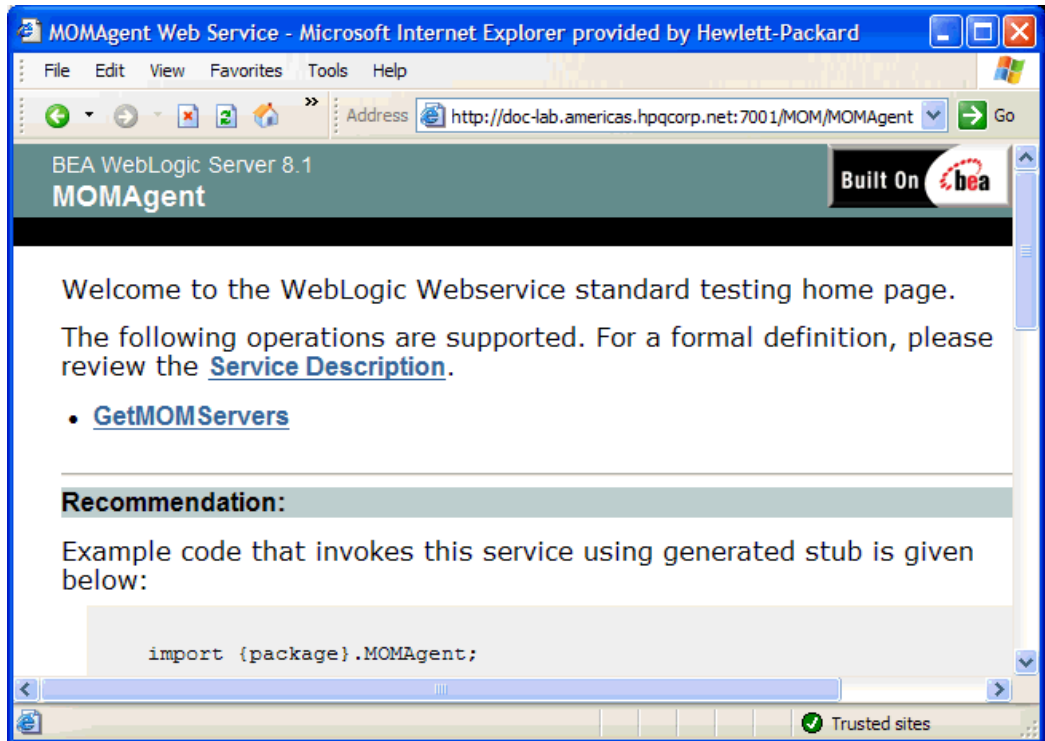 MOMAgent Web Service - Microsoft Internet Explorer provided by Hewlett-Packard
File Edit View Favorites Tools Help
» Address http://doc-lab.americas.hpqcorp.net:7001/MOM/MOMAgent Go
BEA WebLogic Server 8.1
MOMAgent
Built On bea
Welcome to the WebLogic Webservice standard testing home page.
The following operations are supported. For a formal definition, please
review the Service Description.
• GetMOMServers
Recommendation:
Example code that invokes this service using generated stub is given
below:
import {package}.MOMAgent;
Trusted sites